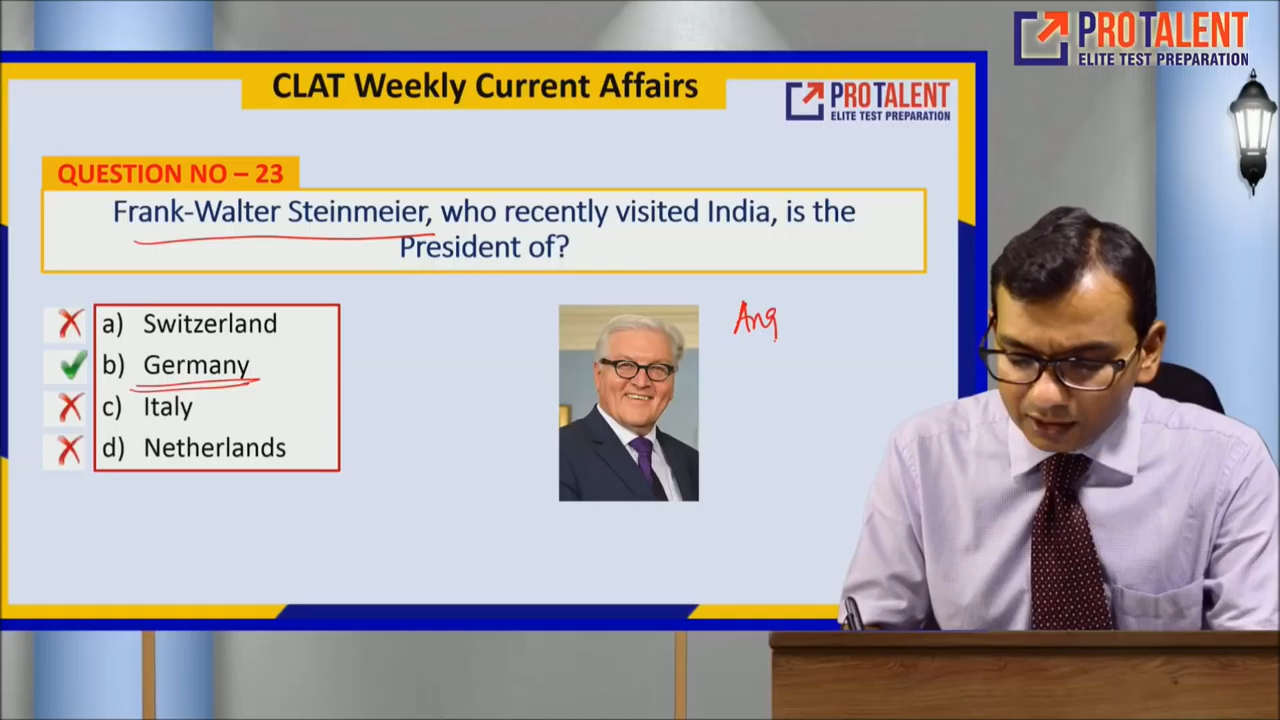 PROTALENT
ELITE TEST PREPARATION
CLAT Weekly Current Affairs
PROTALENT
ELITE TEST PREPARATION
QUESTION NO – 23
Frank-Walter Steinmeier, who recently visited India, is the
President of?
a) Switzerland
b) Germany
c) Italy
d) Netherlands
Ang